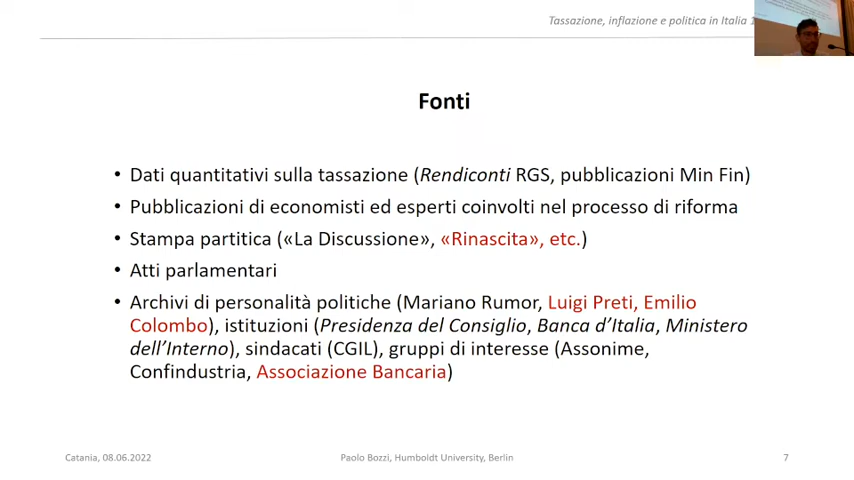 Tassazione, inflazione e politica in Italia
Fonti
• Dati quantitativi sulla tassazione (Rendiconti RGS, pubblicazioni Min Fin)
• Pubblicazioni di economisti ed esperti coinvolti nel processo di riforma
• Stampa partitica («La Discussione», «Rinascita», etc.)
• Atti parlamentari
• Archivi di personalità politiche (Mariano Rumor, Luigi Preti, Emilio
Colombo), istituzioni (Presidenza del Consiglio, Banca d’Italia, Ministero
dell’Interno), sindacati (CGIL), gruppi di interesse (Assonime,
Confindustria, Associazione Bancaria)
Catania, 08.06.2022
Paolo Bozzi, Humboldt University, Berlin
7